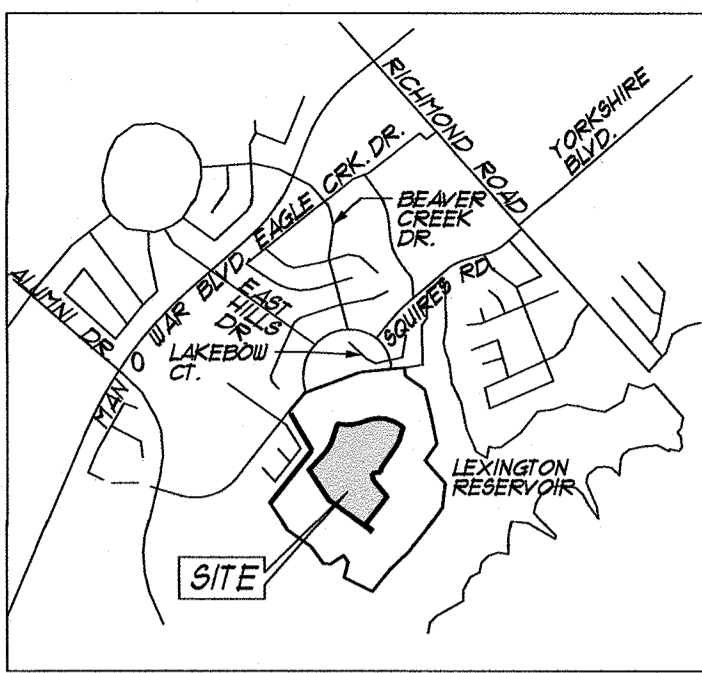 RICHMOND ROAD
YORKSHIRE
BLVD.
EAGLE CRK. DR.
BEAVER
CREEK
DR.
ALUMNI DR
MAN O WAR BLVD.
EAST
HILLS
DR
SQUIRES RD
LAKEBOW
CT.
LEXINGTON
RESERVOIR
SITE